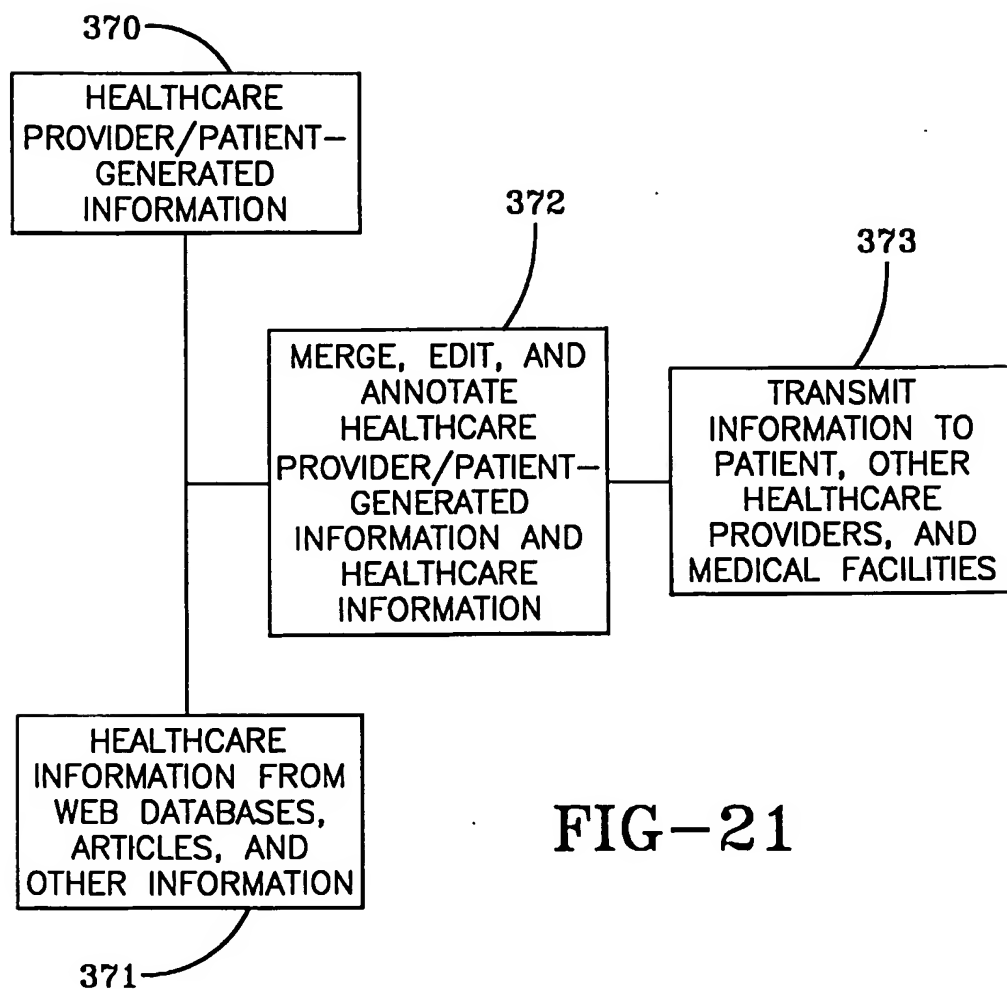 370
HEALTHCARE
PROVIDER/PATIENT-
GENERATED
INFORMATION
372
MERGE, EDIT, AND
ANNOTATE
HEALTHCARE
PROVIDER/PATIENT-
GENERATED
INFORMATION AND
HEALTHCARE
INFORMATION
373
TRANSMIT
INFORMATION TO
PATIENT, OTHER
HEALTHCARE
PROVIDERS, AND
MEDICAL FACILITIES
HEALTHCARE
INFORMATION FROM
WEB DATABASES,
ARTICLES, AND
OTHER INFORMATION
371
FIG-21